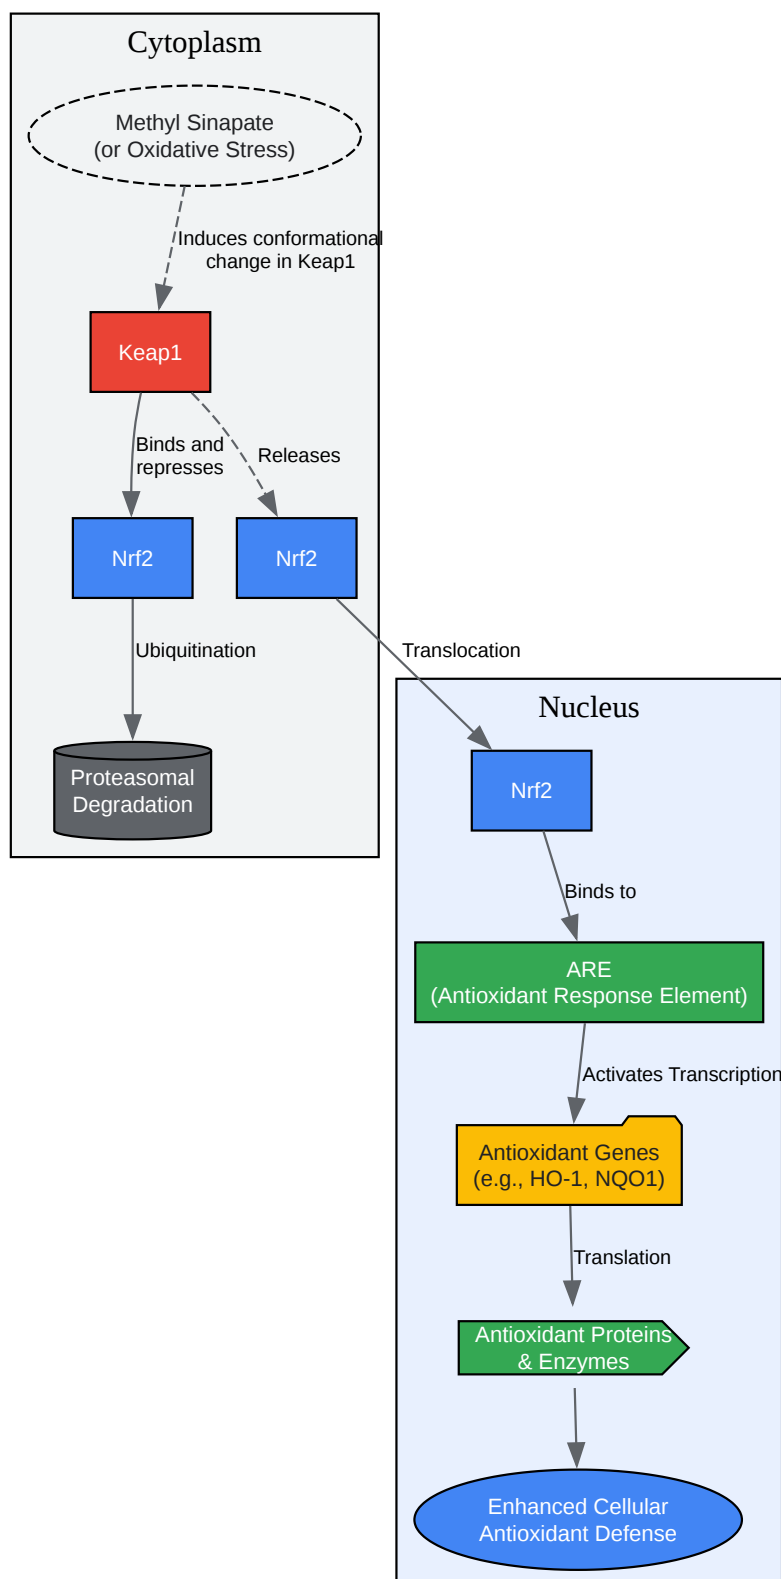 Cytoplasm
Methyl Sinapate
(or Oxidative Stress)
Induces conformational
change in Keap1
Keap1
Binds and
represses
Releases
Nrf2
Nrf2
Ubiquitination
Translocation
Proteasomal
Degradation
Nucleus
Nrf2
Binds to
ARE
(Antioxidant Response Element)
Activates Transcription
Antioxidant Genes
(e.g., HO-1, NQO1)
Translation
Antioxidant Proteins
& Enzymes
Enhanced Cellular
Antioxidant Defense